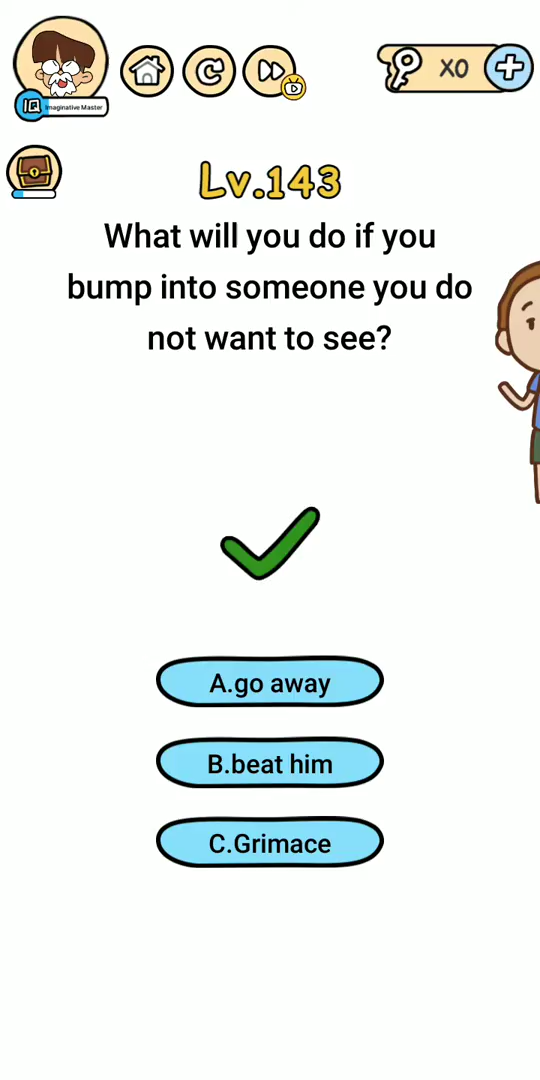 IQ Imaginative Master
X0
Lv.143
What will you do if you
bump into someone you do
not want to see?
A.go away
B.beat him
C.Grimace